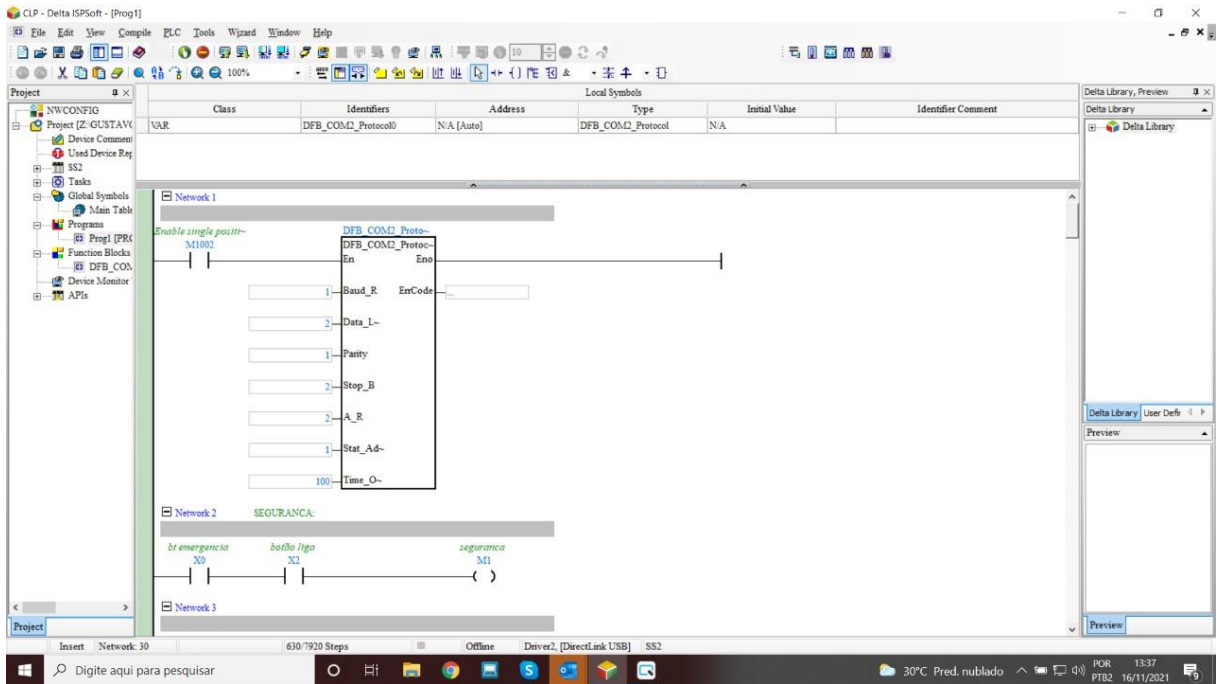 CLP - Delta ISPSoft - [Prog1]
File Edit View Compile PLC Tools Wizard Window Help
10
100%
Project
NWCONFIG
Project [Z:\GUSTAV
Device Comment
Used Device Rep
SS2
Tasks
Global Symbols
Main Table
Programs
Prog1 [PRO
Function Blocks
DFB_COM
Device Monitor
APIs
Project
Local Symbols
Class Identifiers Address Type Initial Value Identifier Comment
VAR DFB_COM2_Protocol0 N/A [Auto] DFB_COM2_Protocol N/A
Network 1
Enable single positi~
M1002
DFB_COM2_Proto~
DFB_COM2_Protoc~
En Eno
1 Baud_R ErrCode
2 Data_L~
1 Parity
2 Stop_B
2 A_R
1 Stat_Ad~
100 Time_O~
Network 2 SEGURANCA:
bt emergencia botão liga seguranca
X0 X2 M1
Network 3
Delta Library, Preview
Delta Library
Delta Library
Delta Library User Defi
Preview
Preview
Insert Network: 30 630/7920 Steps Offline Driver2, [DirectLink USB] SS2
Digite aqui para pesquisar
30°C Pred. nublado
POR
PTB2
13:37
16/11/2021